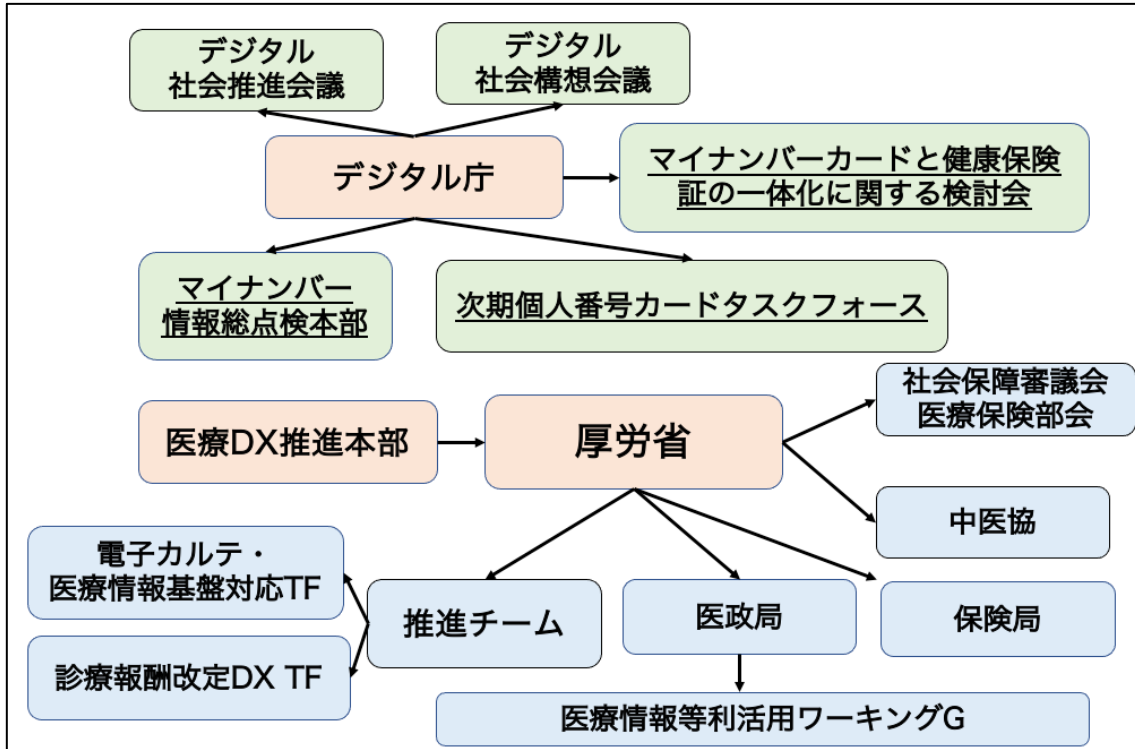 デジタル
社会推進会議
デジタル
社会構想会議
デジタル庁
マイナンバーカードと健康保険
証の一体化に関する検討会
マイナンバー
情報総点検本部
次期個人番号カードタスクフォース
医療DX推進本部
厚労省
社会保障審議会
医療保険部会
中医協
電子カルテ・
医療情報基盤対応TF
診療報酬改定DX TF
推進チーム
医政局
保険局
医療情報等利活用ワーキングG